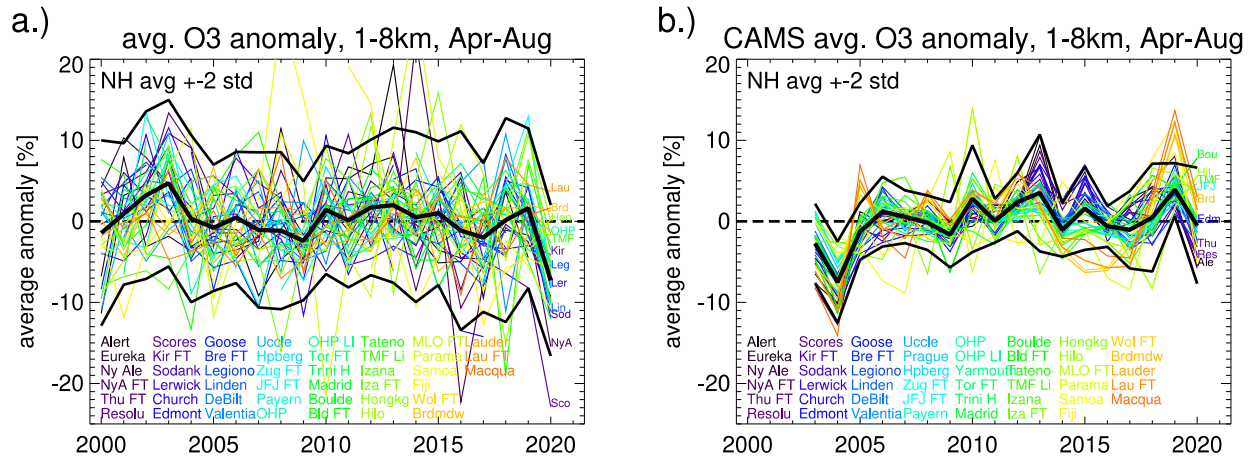 a.)
avg. O3 anomaly, 1-8km, Apr-Aug
NH avg +-2 std
average anomaly [%]
20
10
0
-10
-20
2000 2005 2010 2015 2020
Lau
Brd
OHP
TMF
Kir
Leg
Ler
Lin
Sod
NyA
Sco
Alert Scores Goose Uccle OHP LI Tateno MLO FT Lauder
Eureka Kir FT Bre FT Hpberg Tor FT TMF Li Parama Lau FT
Ny Ale Sodank Legiono Zug FT Trini H Izana Samoa Macqua
NyA FT Lerwick Linden JFJ FT Madrid Iza FT Fiji
Thu FT Church DeBilt Payern Boulde Hongkg Wol FT
Resolu Edmont Valentia OHP Bld FT Hilo Brdmdw
b.)
CAMS avg. O3 anomaly, 1-8km, Apr-Aug
NH avg +-2 std
average anomaly [%]
20
10
0
-10
-20
2000 2005 2010 2015 2020
Bou
TMF
JFJ
Brd
Edm
Thu
Res
Ale
Alert Scores Goose Uccle OHP Boulde Hongkg Wol FT
Eureka Kir FT Bre FT Prague OHP LI Bld FT Hilo Brdmdw
Ny Ale Sodank Legiono Hpberg Yarmout Tateno MLO FT Lauder
NyA FT Lerwick Linden Zug FT Tor FT TMF Li Parama Lau FT
Thu FT Church DeBilt JFJ FT Trini H Izana Samoa Macqua
Resolu Edmont Valentia Payern Madrid Iza FT Fiji